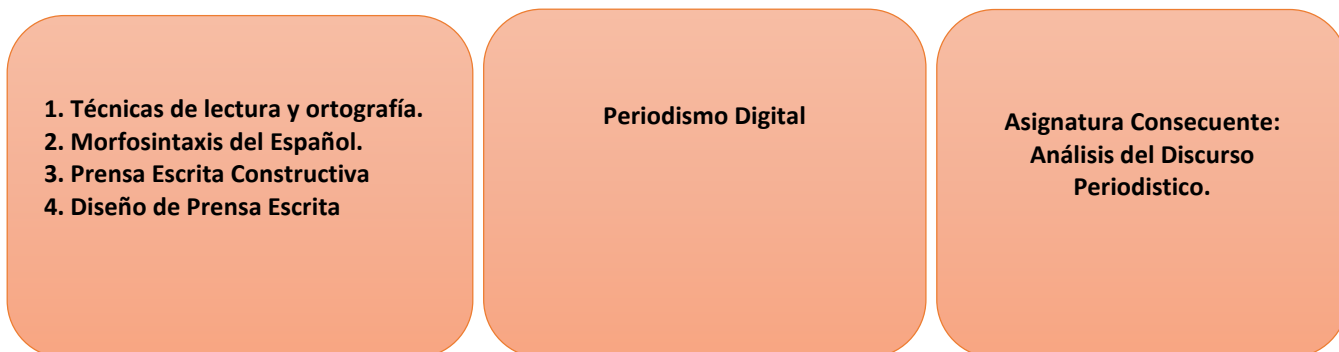 1. Técnicas de lectura y ortografía.
2. Morfosintaxis del Español.
3. Prensa Escrita Constructiva
4. Diseño de Prensa Escrita
Periodismo Digital
Asignatura Consecuente:
Análisis del Discurso
Periodistico.